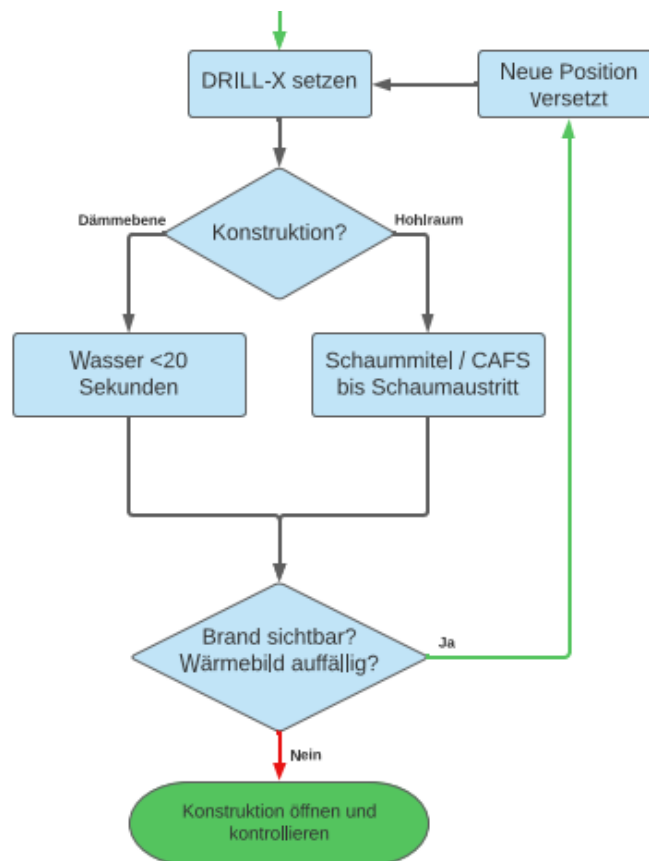 DRILL-X setzen
Neue Position
versetzt
Dämmebene
Konstruktion?
Hohlraum
Wasser <20
Sekunden
Schaummitel / CAFS
bis Schaumaustritt
Brand sichtbar?
Wärmebild auffällig?
Ja
Nein
Konstruktion öffnen und
kontrollieren